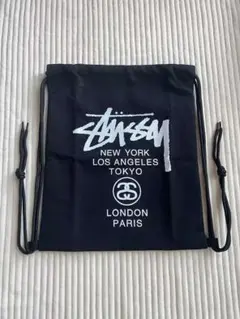 STÜSSY
NEW YORK
LOS ANGELES
TOKYO
LONDON
PARIS